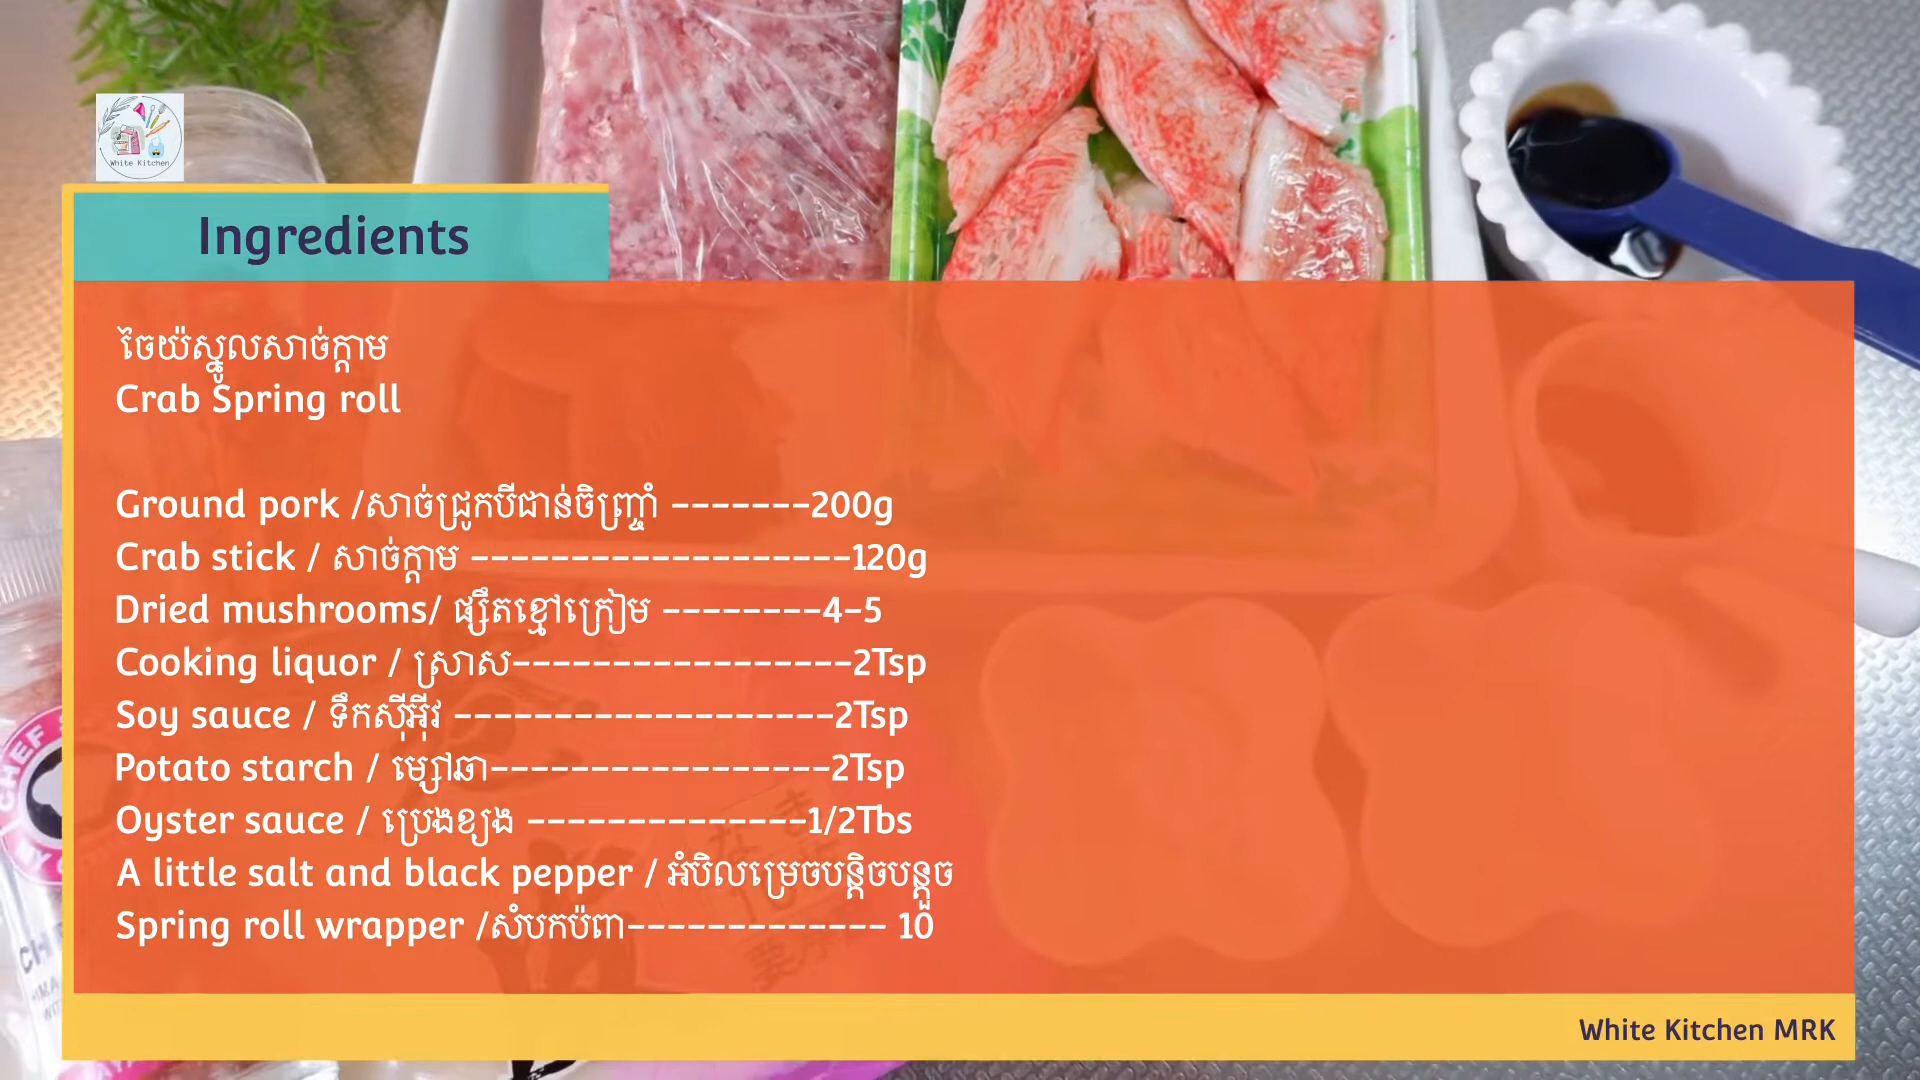 White Kitchen
Ingredients
ចៃយ៉ស្នូលសាច់ក្ដាម
Crab Spring roll
Ground pork /សាច់ជ្រូកបីជាន់ចិញ្ច្រាំ -------200g
Crab stick / សាច់ក្ដាម -------------------120g
Dried mushrooms/ ផ្សឹតខ្មៅក្រៀម --------4-5
Cooking liquor / ស្រាស-----------------2Tsp
Soy sauce / ទឹកស៊ីអ៊ីវ -------------------2Tsp
Potato starch / ម្សៅឆា-----------------2Tsp
Oyster sauce / ប្រេងខ្យង --------------1/2Tbs
A little salt and black pepper / អំបិលម្រេចបន្តិចបន្តួច
Spring roll wrapper /សំបកប៉ពា------------- 10
White Kitchen MRK
CHEF